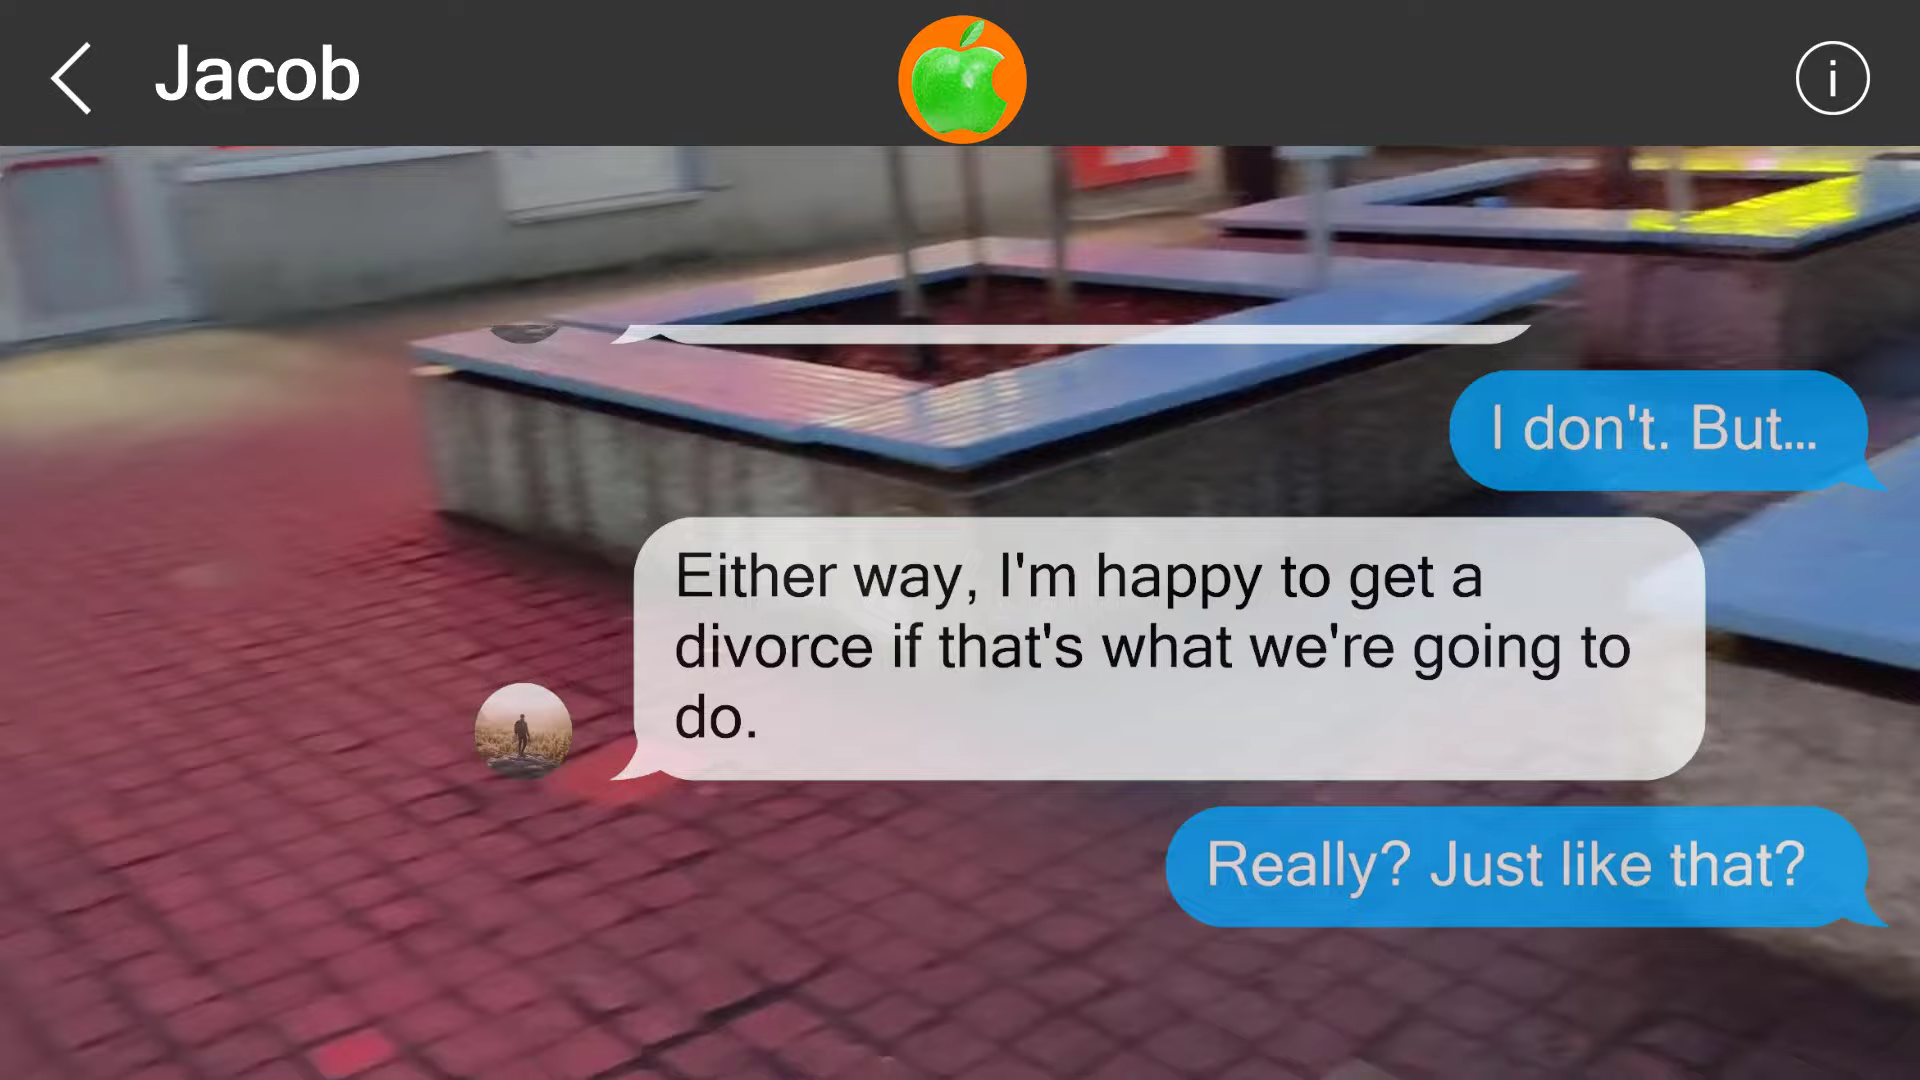 Jacob
I don't. But...
Either way, I'm happy to get a
divorce if that's what we're going to
do.
Really? Just like that?